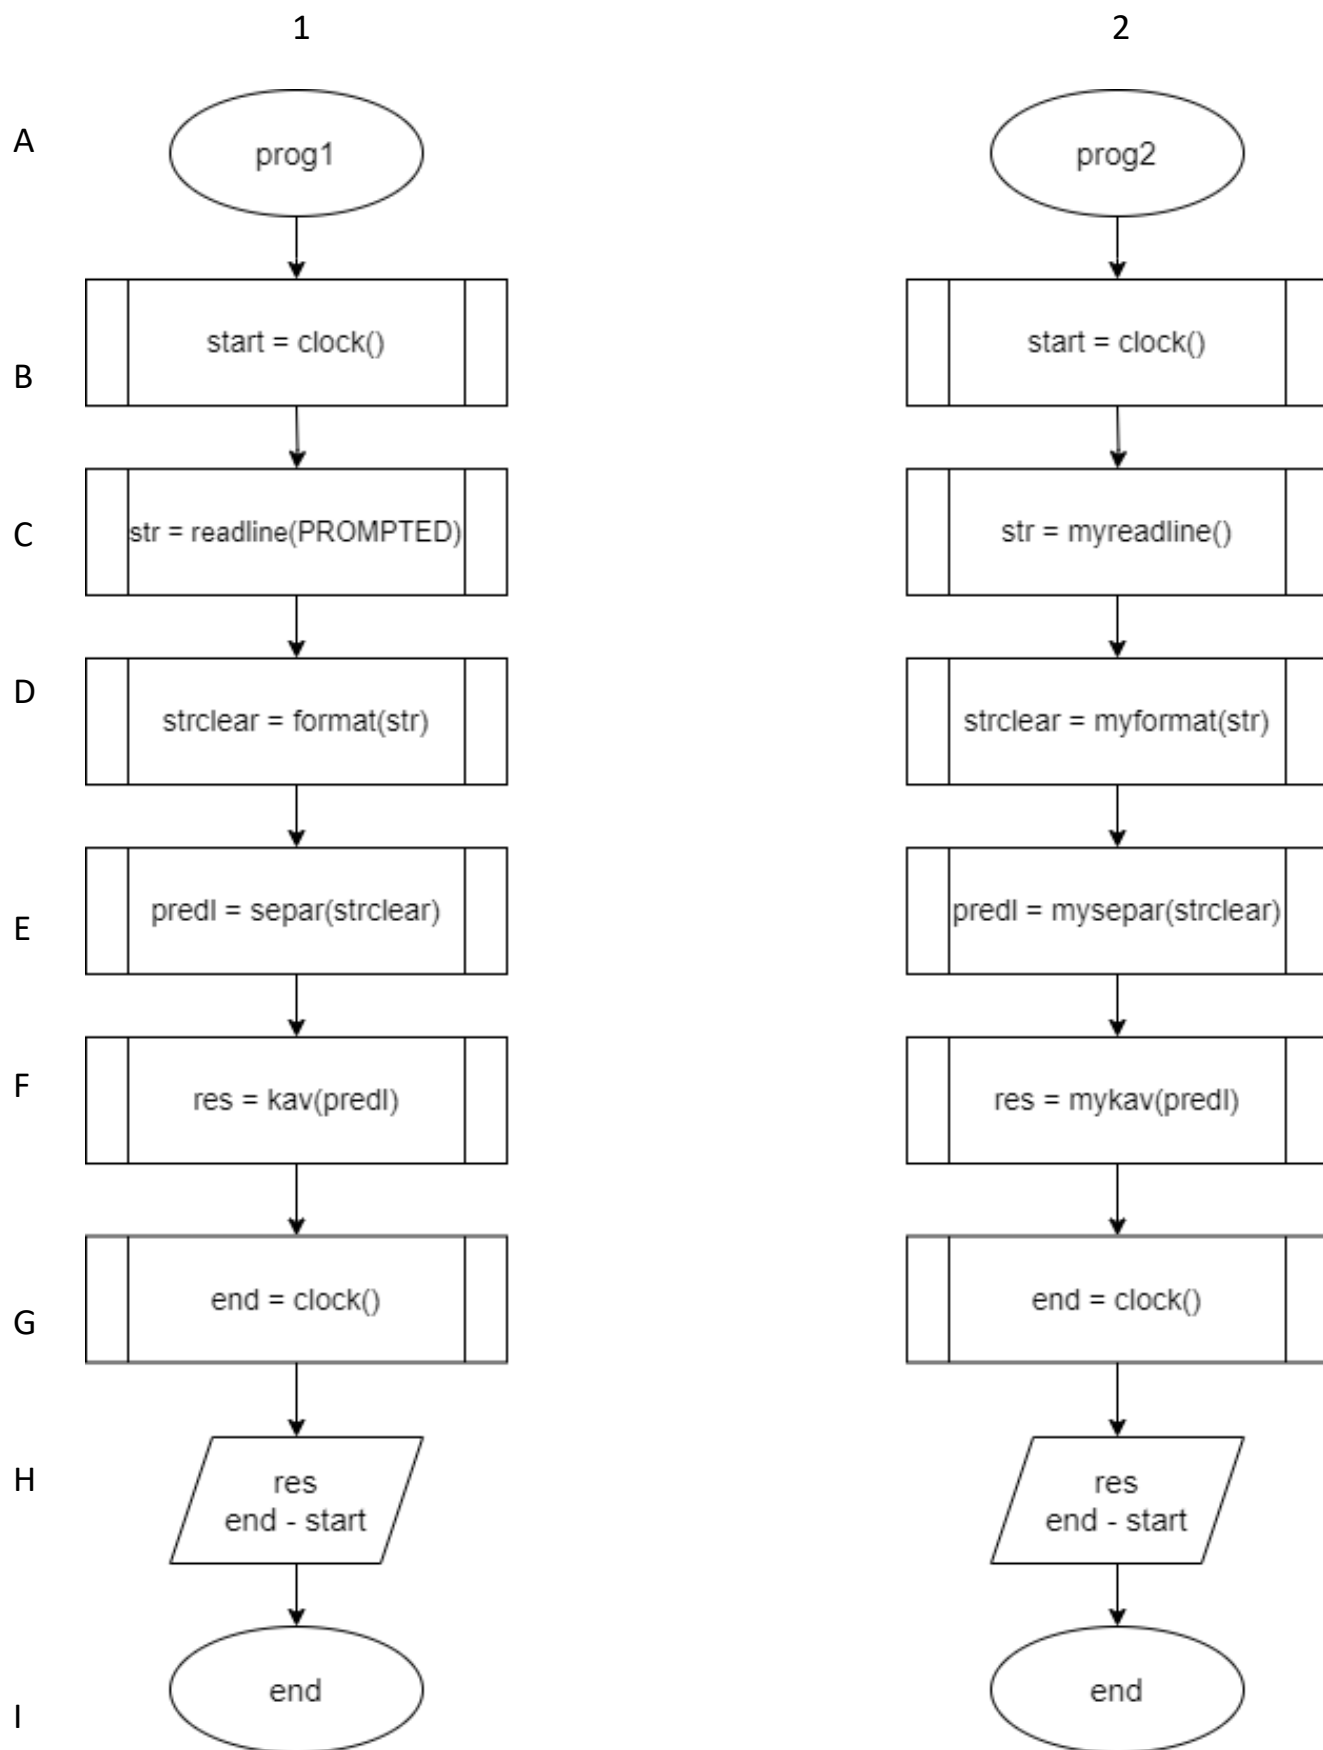 1
2
A
prog1
prog2
B
start = clock()
start = clock()
C
str = readline(PROMPTED)
str = myreadline()
D
strclear = format(str)
strclear = myformat(str)
E
predl = separ(strclear)
predl = mysepar(strclear)
F
res = kav(predl)
res = mykav(predl)
G
end = clock()
end = clock()
H
res
end - start
res
end - start
I
end
end